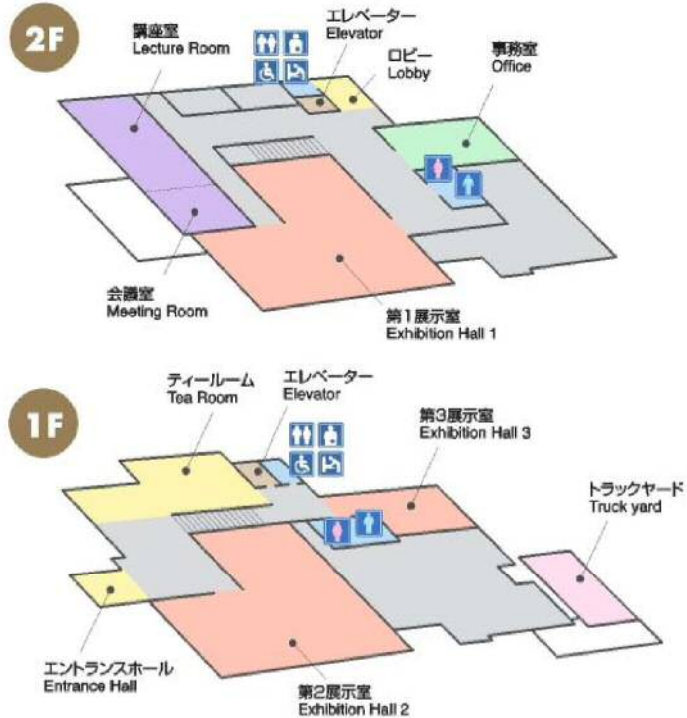 2F
講座室
Lecture Room
エレベーター
Elevator
ロビー
Lobby
事務室
Office
会議室
Meeting Room
第1展示室
Exhibition Hall 1
1F
ティールーム
Tea Room
エレベーター
Elevator
第3展示室
Exhibition Hall 3
トラックヤード
Truck yard
エントランスホール
Entrance Hall
第2展示室
Exhibition Hall 2